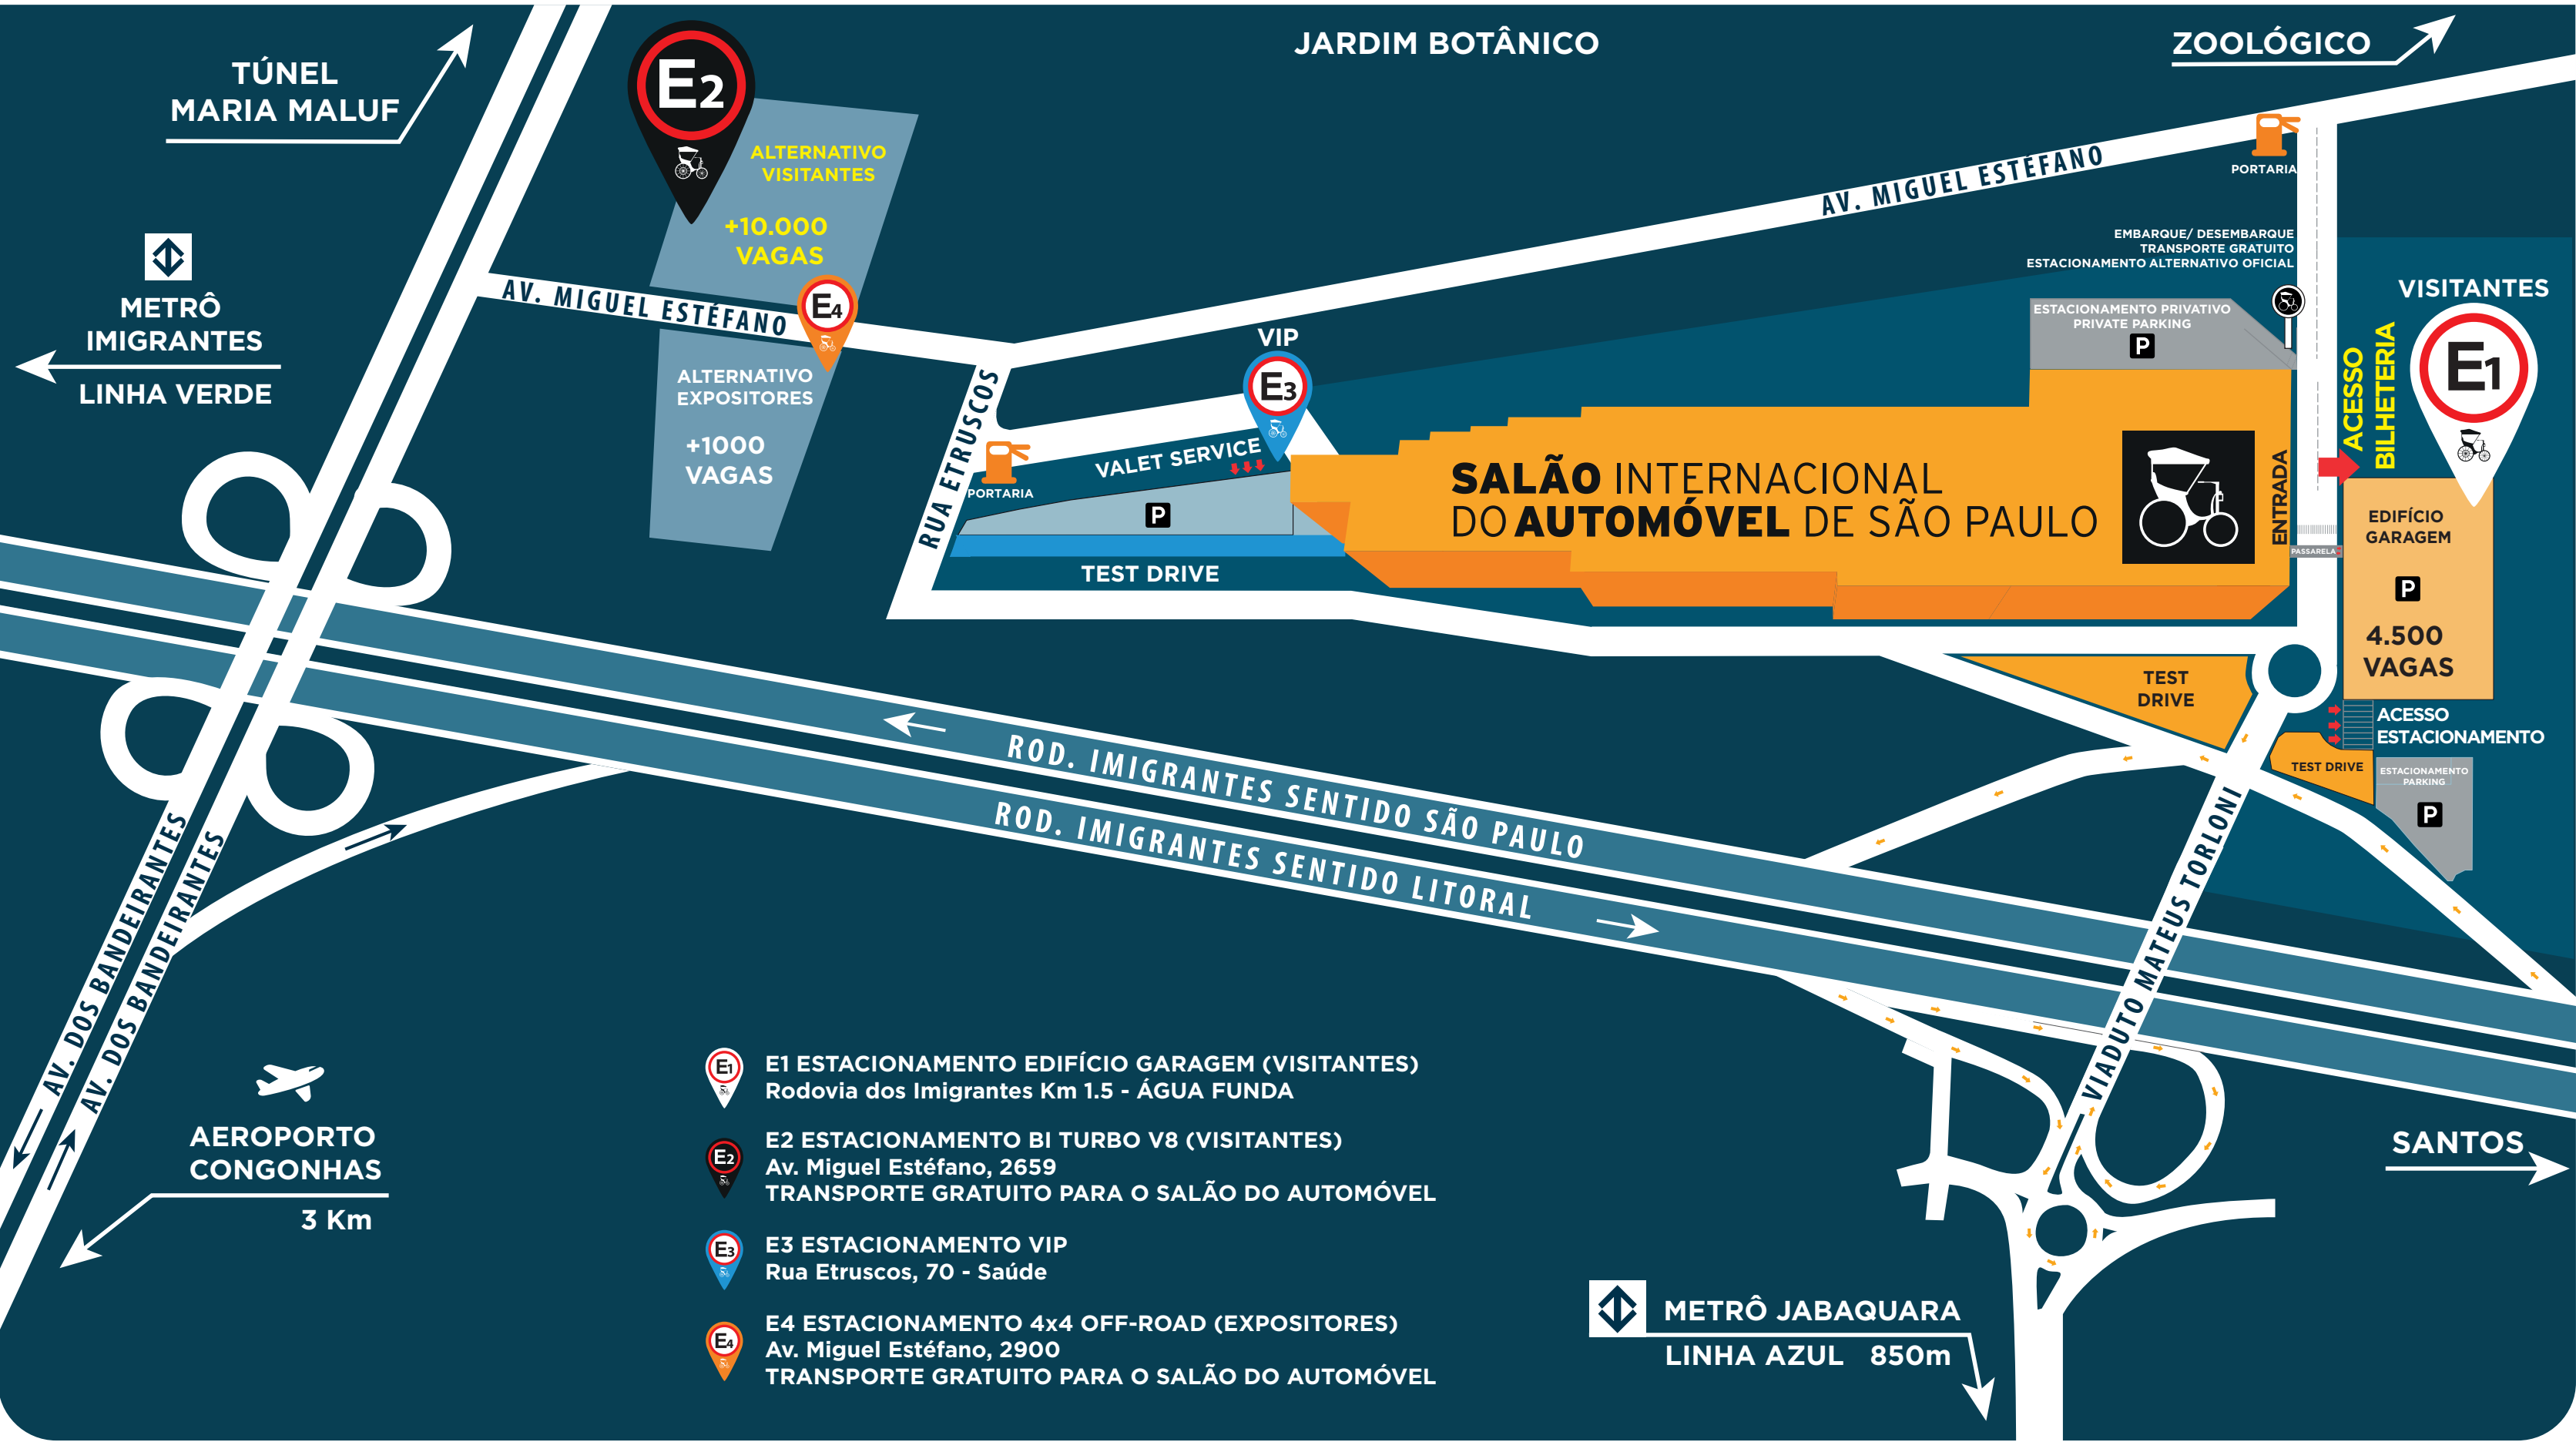 JARDIM BOTÂNICO
ZOOLÓGICO
TÚNEL
MARIA MALUF
E2
ALTERNATIVO
VISITANTES
+10.000
VAGAS
AV. MIGUEL ESTÉFANO
PORTARIA
METRÔ
IMIGRANTES
LINHA VERDE
EMBARQUE/ DESEMBARQUE
TRANSPORTE GRATUITO
ESTACIONAMENTO ALTERNATIVO OFICIAL
VISITANTES
E1
AV. MIGUEL ESTÉFANO
E4
ALTERNATIVO
EXPOSITORES
+1000
VAGAS
RUA ETRUSCOS
VIP
E3
VALET SERVICE
PORTARIA
P
TEST DRIVE
ESTACIONAMENTO PRIVATIVO
PRIVATE PARKING
P
ACESSO
BILHETERIA
SALÃO INTERNACIONAL
DO AUTOMÓVEL DE SÃO PAULO
ENTRADA
PASSARELA
EDIFÍCIO
GARAGEM
P
4.500
VAGAS
TEST
DRIVE
ACESSO
ESTACIONAMENTO
TEST DRIVE
ESTACIONAMENTO
PARKING
P
ROD. IMIGRANTES SENTIDO SÃO PAULO
ROD. IMIGRANTES SENTIDO LITORAL
VIADUTO MATEUS TORLONI
AV. DOS BANDEIRANTES
AV. DOS BANDEIRANTES
AEROPORTO
CONGONHAS
3 Km
E1
E1 ESTACIONAMENTO EDIFÍCIO GARAGEM (VISITANTES)
Rodovia dos Imigrantes Km 1.5 - ÁGUA FUNDA
E2
E2 ESTACIONAMENTO BI TURBO V8 (VISITANTES)
Av. Miguel Estéfano, 2659
TRANSPORTE GRATUITO PARA O SALÃO DO AUTOMÓVEL
E3
E3 ESTACIONAMENTO VIP
Rua Etruscos, 70 - Saúde
E4
E4 ESTACIONAMENTO 4x4 OFF-ROAD (EXPOSITORES)
Av. Miguel Estéfano, 2900
TRANSPORTE GRATUITO PARA O SALÃO DO AUTOMÓVEL
SANTOS
METRÔ JABAQUARA
LINHA AZUL 850m